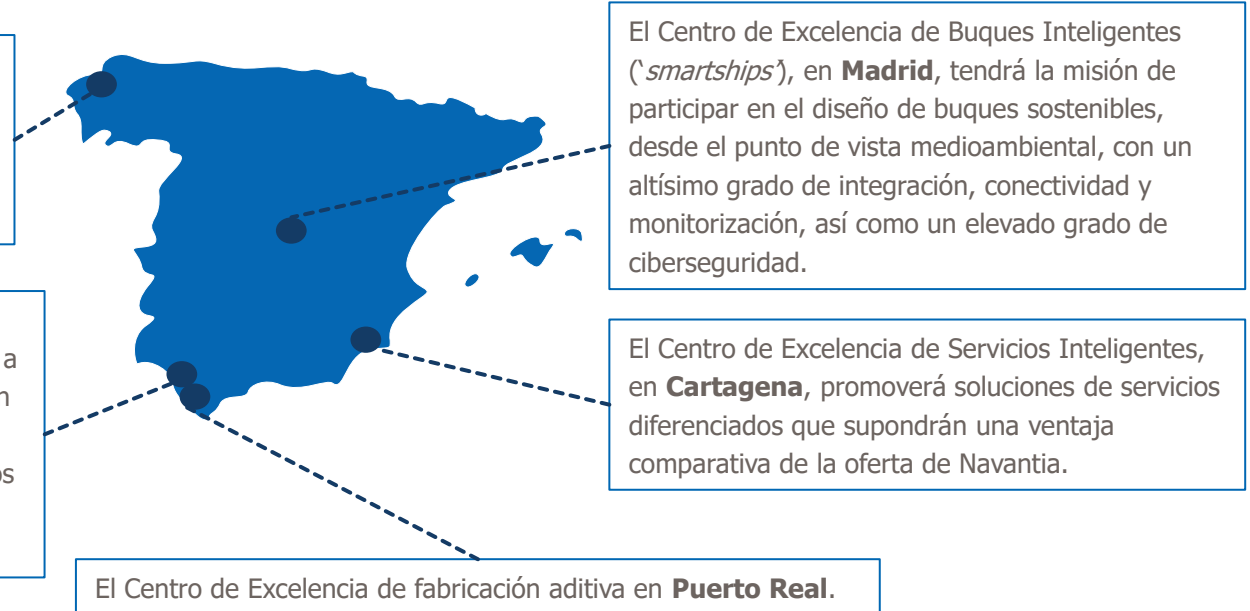 El Centro de Excelencia de Buques Inteligentes
(‘smartships’), en Madrid, tendrá la misión de
participar en el diseño de buques sostenibles,
desde el punto de vista medioambiental, con un
altísimo grado de integración, conectividad y
monitorización, así como un elevado grado de
ciberseguridad.
a
n
os
El Centro de Excelencia de Servicios Inteligentes,
en Cartagena, promoverá soluciones de servicios
diferenciados que supondrán una ventaja
comparativa de la oferta de Navantia.
El Centro de Excelencia de fabricación aditiva en Puerto Real.